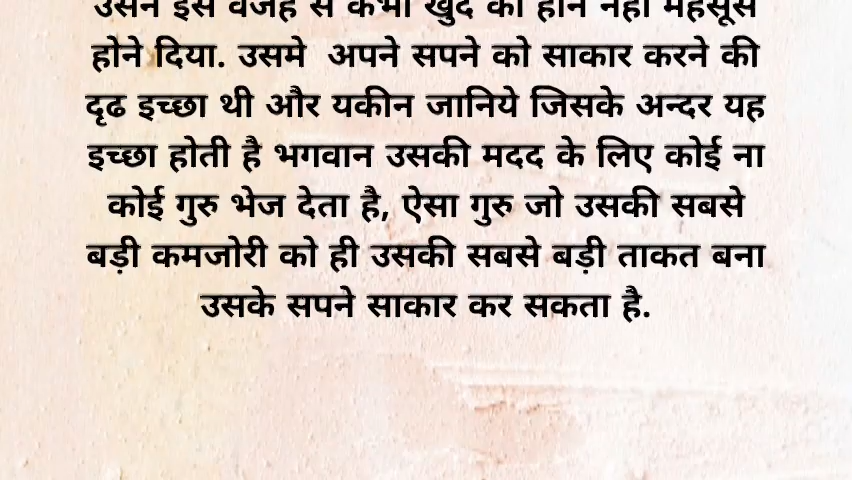 उसने इस वजह से कभी खुद को हीन नहीं महसूस
होने दिया. उसमे अपने सपने को साकार करने की
दृढ इच्छा थी और यकीन जानिये जिसके अन्दर यह
इच्छा होती है भगवान उसकी मदद के लिए कोई ना
कोई गुरु भेज देता है, ऐसा गुरु जो उसकी सबसे
बड़ी कमजोरी को ही उसकी सबसे बड़ी ताकत बना
उसके सपने साकार कर सकता है.